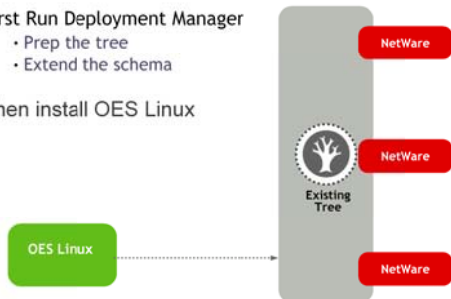 rst Run Deployment Manager
• Prep the tree
• Extend the schema
hen install OES Linux
NetWare
NetWare
Existing
Tree
OES Linux
NetWare